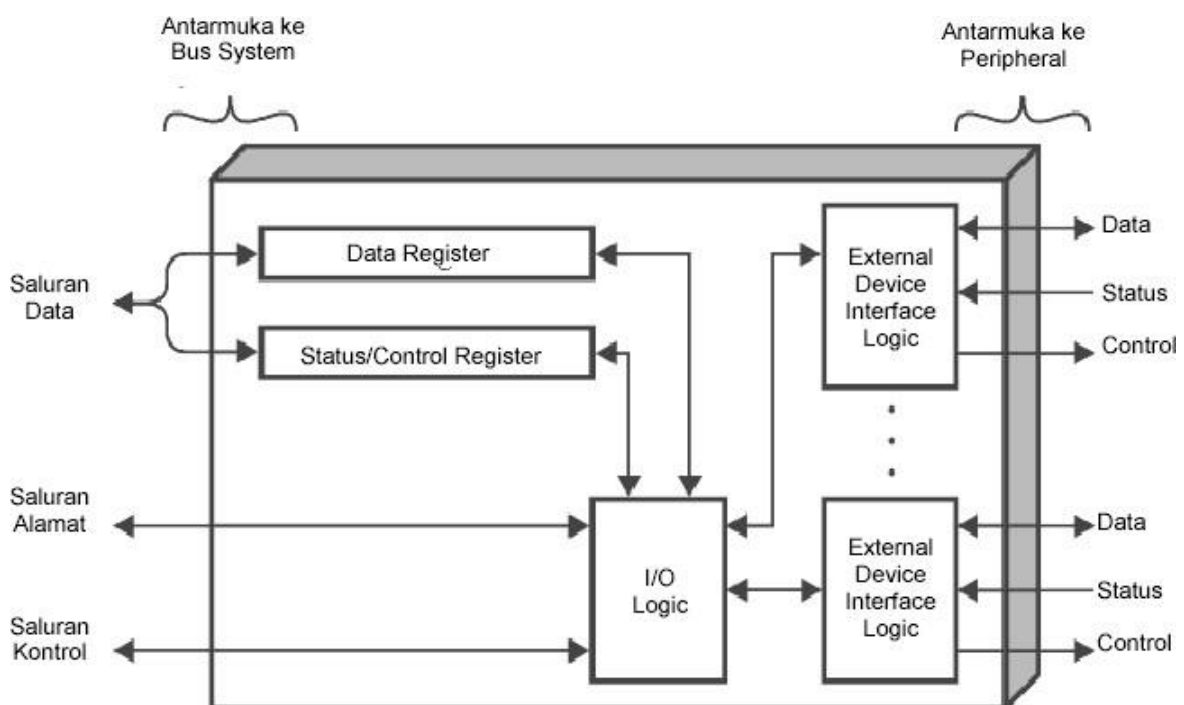 Antarmuka ke
Bus System
Antarmuka ke
Peripheral
Data Register
Status/Control Register
Saluran
Data
Saluran
Alamat
Saluran
Kontrol
I/O
Logic
External
Device
Interface
Logic
Data
Status
Control
External
Device
Interface
Logic
Data
Status
Control